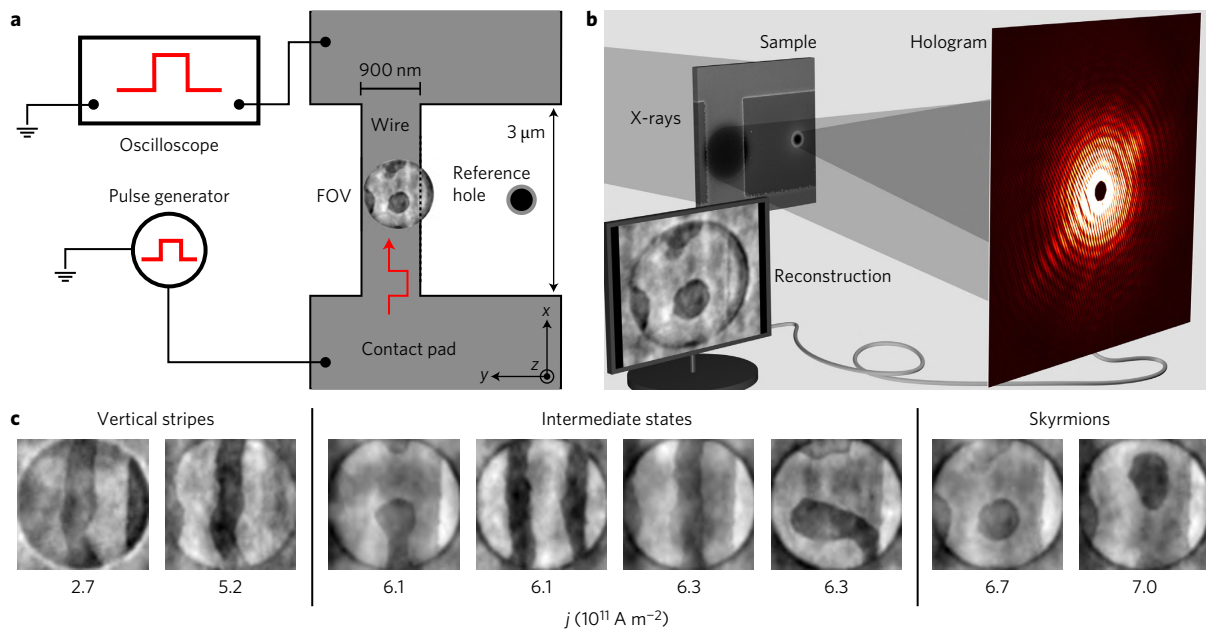 a
900 nm
Oscilloscope
Wire
3 μm
Pulse generator
FOV
Reference
hole
Contact pad
x
y
z
b
Sample
Hologram
X-rays
Reconstruction
c
Vertical stripes
Intermediate states
Skyrmions
2.7
5.2
6.1
6.1
6.3
6.3
6.7
7.0
j (10¹¹ A m⁻²)